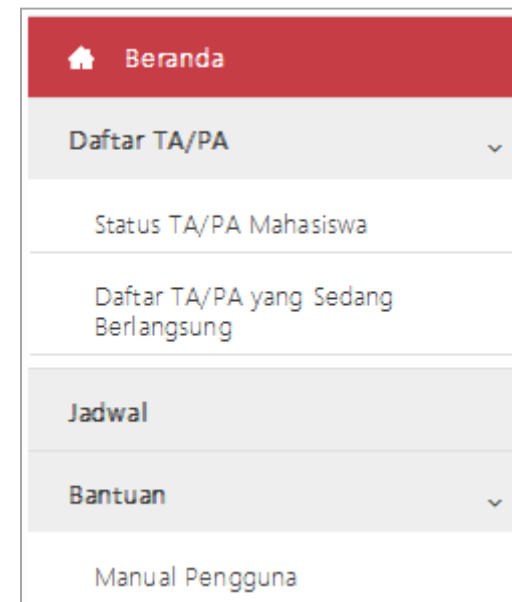 Beranda
Daftar TA/PA
Status TA/PA Mahasiswa
Daftar TA/PA yang Sedang
Berlangsung
Jadwal
Bantuan
Manual Pengguna